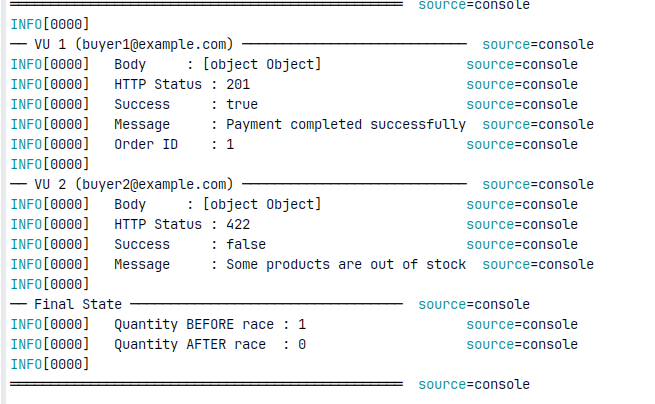 ═════════════════════════════════════════════════  source=console
INFO[0000]
── VU 1 (buyer1@example.com) ────────────────────────────  source=console
INFO[0000]   Body     : [object Object]                  source=console
INFO[0000]   HTTP Status : 201                           source=console
INFO[0000]   Success     : true                          source=console
INFO[0000]   Message     : Payment completed successfully  source=console
INFO[0000]   Order ID    : 1                             source=console
INFO[0000]
── VU 2 (buyer2@example.com) ────────────────────────────  source=console
INFO[0000]   Body     : [object Object]                  source=console
INFO[0000]   HTTP Status : 422                           source=console
INFO[0000]   Success     : false                         source=console
INFO[0000]   Message     : Some products are out of stock  source=console
INFO[0000]
── Final State ──────────────────────────────────  source=console
INFO[0000]   Quantity BEFORE race : 1                    source=console
INFO[0000]   Quantity AFTER race  : 0                    source=console
INFO[0000]
═════════════════════════════════════════════════  source=console